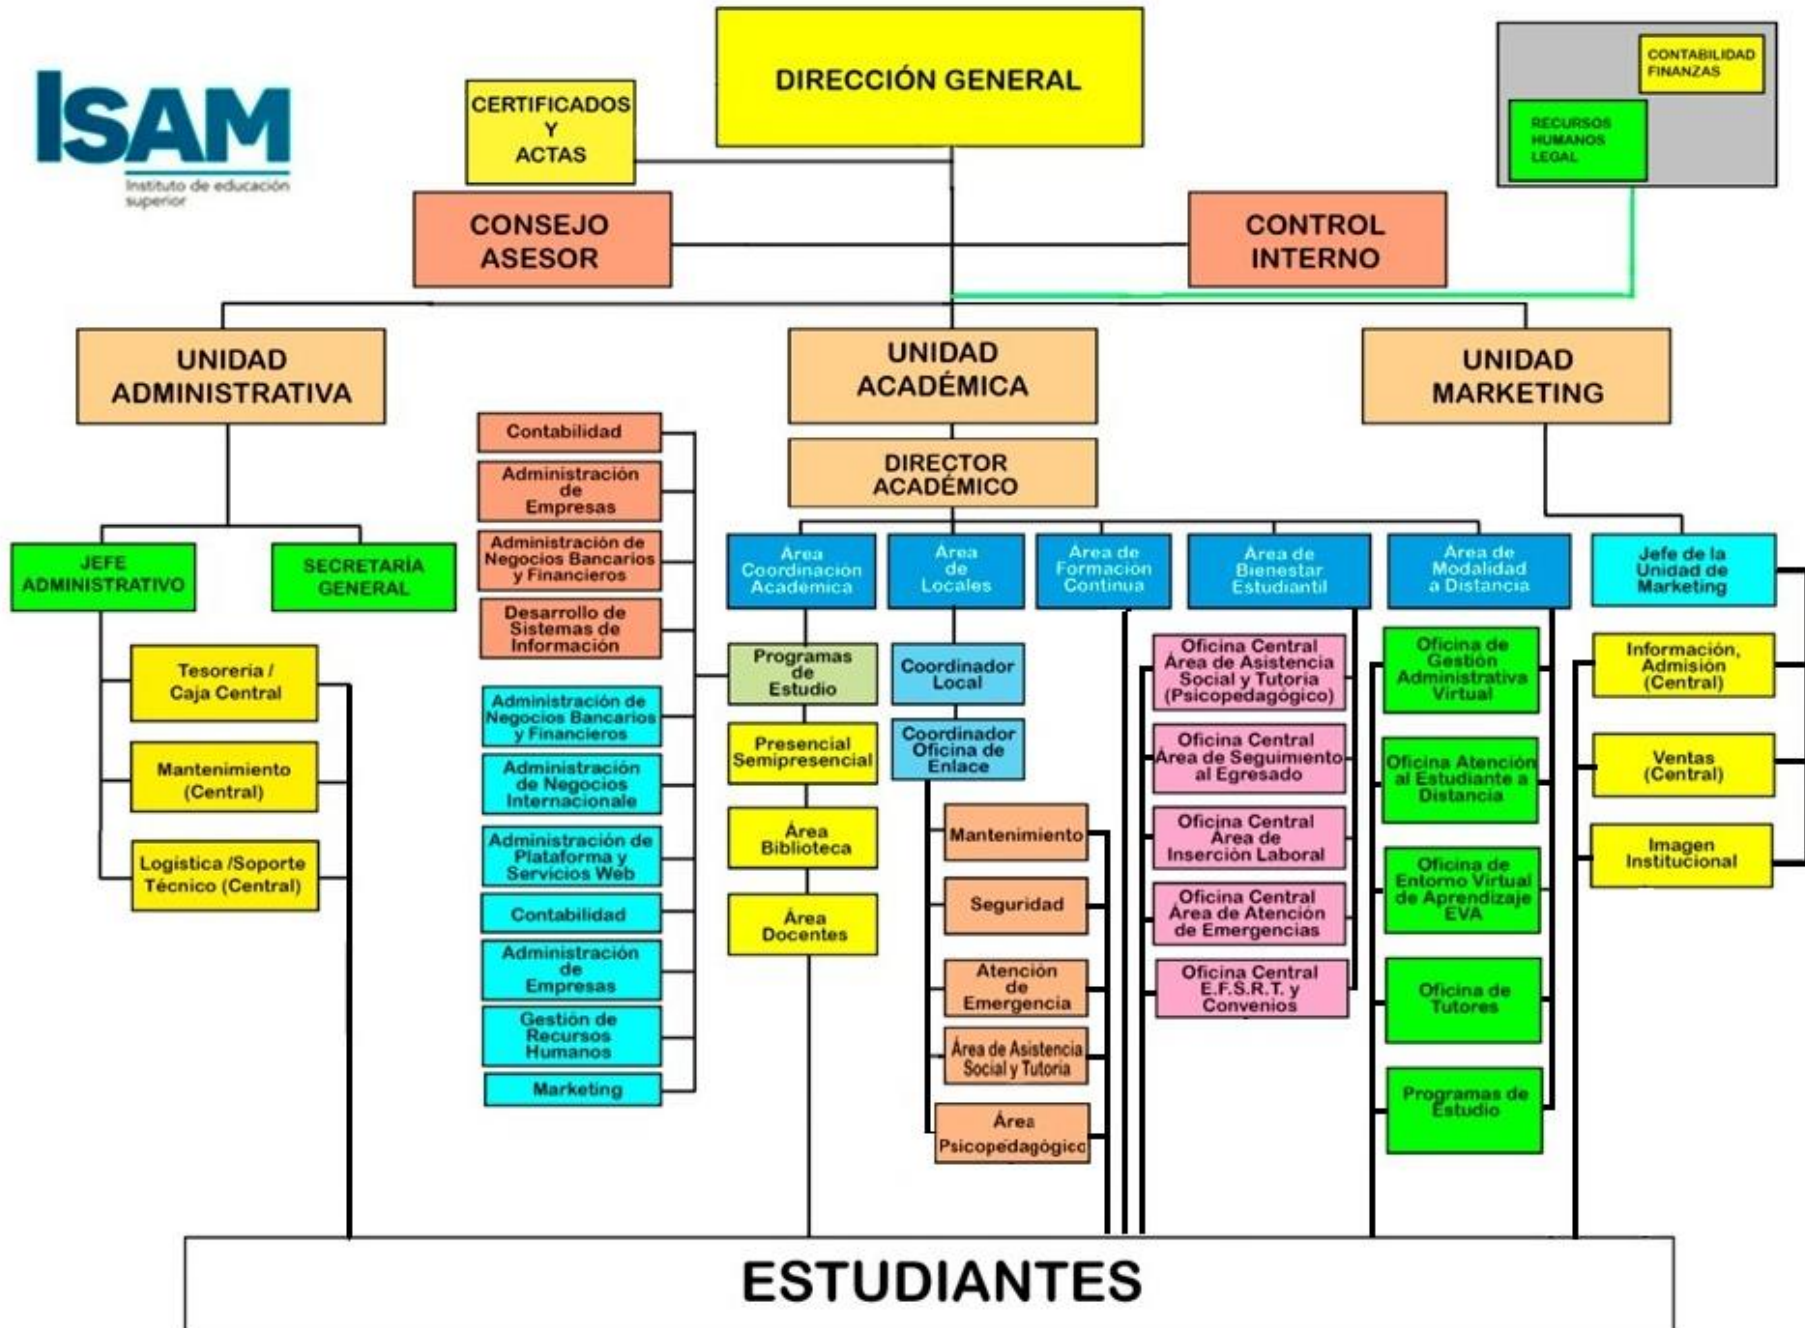 ISAM
Instituto de educación
superior
CERTIFICADOS
Y
ACTAS
DIRECCIÓN GENERAL
CONTABILIDAD
FINANZAS
RECURSOS
HUMANOS
LEGAL
CONSEJO
ASESOR
CONTROL
INTERNO
UNIDAD
ADMINISTRATIVA
UNIDAD
ACADÉMICA
UNIDAD
MARKETING
DIRECTOR
ACADÉMICO
JEFE
ADMINISTRATIVO
SECRETARÍA
GENERAL
Tesorería /
Caja Central
Mantenimiento
(Central)
Logística /Soporte
Técnico (Central)
Contabilidad
Administración
de
Empresas
Administración de
Negocios Bancarios
y Financieros
Desarrollo de
Sistemas de
Información
Administración de
Negocios Bancarios
y Financieros
Administración
de Negocios
Internacionale
Administración de
Plataforma y
Servicios Web
Contabilidad
Administración
de
Empresas
Gestión de
Recursos
Humanos
Marketing
Área
Coordinación
Académica
Programas
de
Estudio
Presencial
Semipresencial
Área
Biblioteca
Área
Docentes
Área
de
Locales
Coordinador
Local
Coordinador
Oficina de
Enlace
Mantenimiento
Seguridad
Atención
de
Emergencia
Área de Asistencia
Social y Tutoria
Área
Psicopedagógico
Área de
Formación
Continua
Área de
Bienestar
Estudiantil
Oficina Central
Área de Asistencia
Social y Tutoria
(Psicopedagógico)
Oficina Central
Área de Seguimiento
al Egresado
Oficina Central
Área de
Inserción Laboral
Oficina Central
Área de Atención
de Emergencias
Oficina Central
E.F.S.R.T. y
Convenios
Área de
Modalidad
a Distancia
Oficina de
Gestión
Administrativa
Virtual
Oficina Atención
al Estudiante a
Distancia
Oficina de
Entorno Virtual
de Aprendizaje
EVA
Oficina de
Tutores
Programas de
Estudio
Jefe de la
Unidad de
Marketing
Información,
Admisión
(Central)
Ventas
(Central)
Imagen
Institucional
ESTUDIANTES